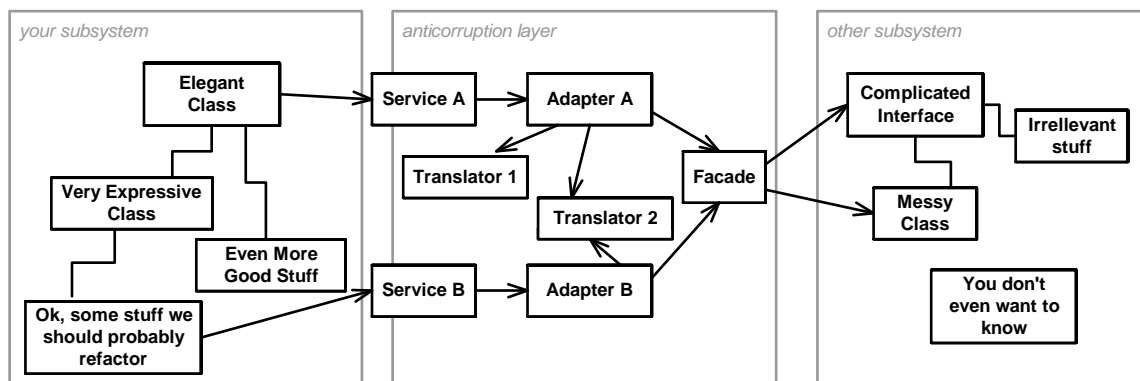 your subsystem
anticorruption layer
other subsystem
Elegant
Class
Service A
Adapter A
Complicated
Interface
Irrellevant
stuff
Translator 1
Facade
Very Expressive
Class
Translator 2
Messy
Class
Even More
Good Stuff
Service B
Adapter B
You don't
even want to
know
Ok, some stuff we
should probably
refactor